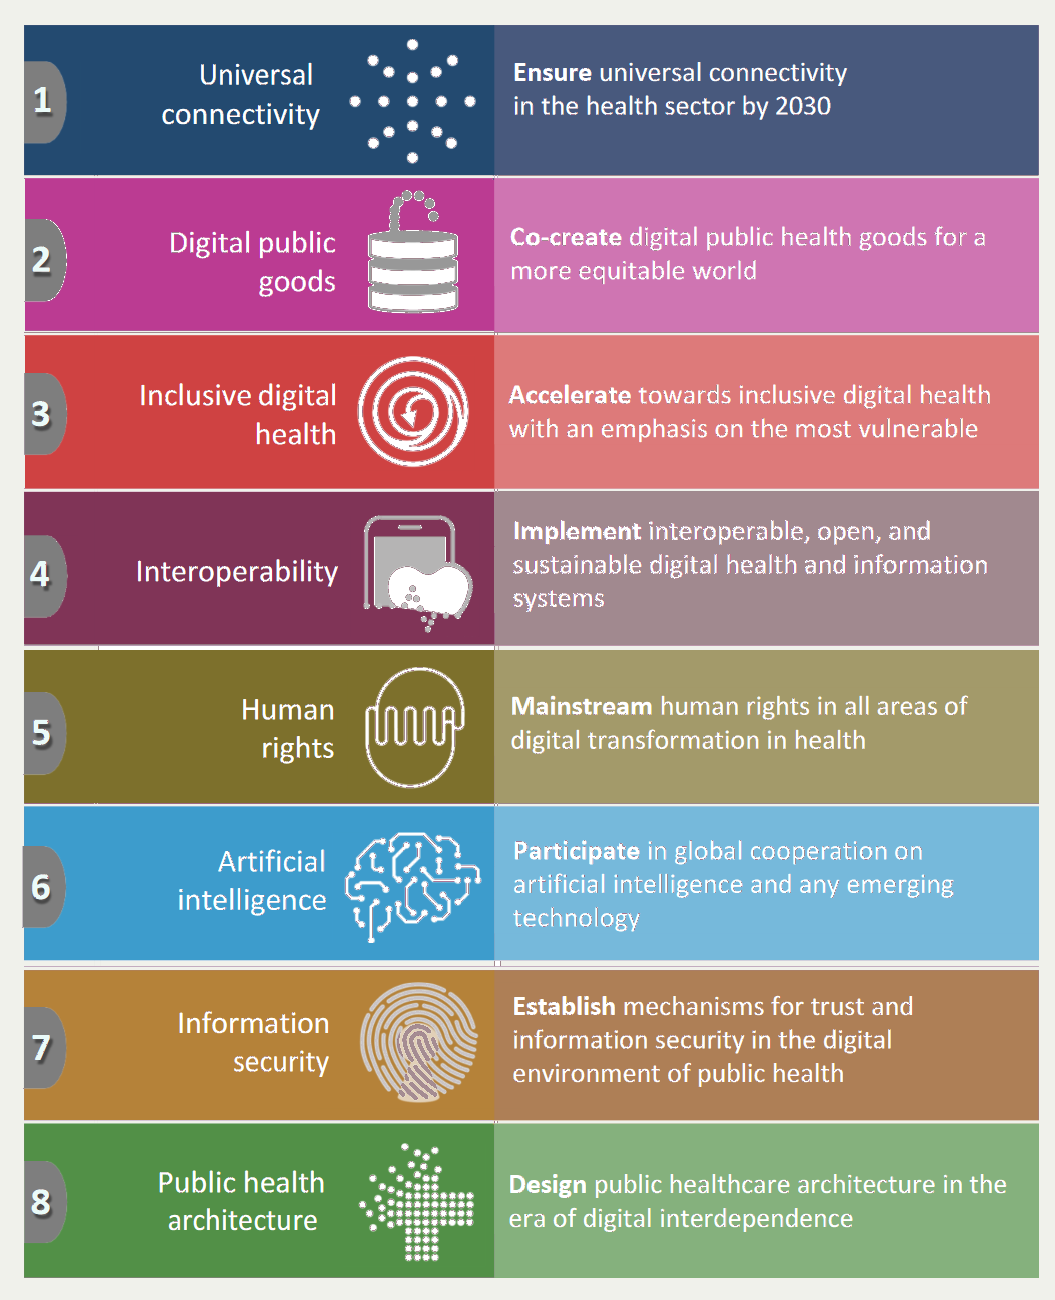 1
Universal
connectivity
Ensure universal connectivity
in the health sector by 2030
2
Digital public
goods
Co-create digital public health goods for a
more equitable world
3
Inclusive digital
health
Accelerate towards inclusive digital health
with an emphasis on the most vulnerable
4
Interoperability
Implement interoperable, open, and
sustainable digital health and information
systems
5
Human
rights
Mainstream human rights in all areas of
digital transformation in health
6
Artificial
intelligence
Participate in global cooperation on
artificial intelligence and any emerging
technology
7
Information
security
Establish mechanisms for trust and
information security in the digital
environment of public health
8
Public health
architecture
Design public healthcare architecture in the
era of digital interdependence